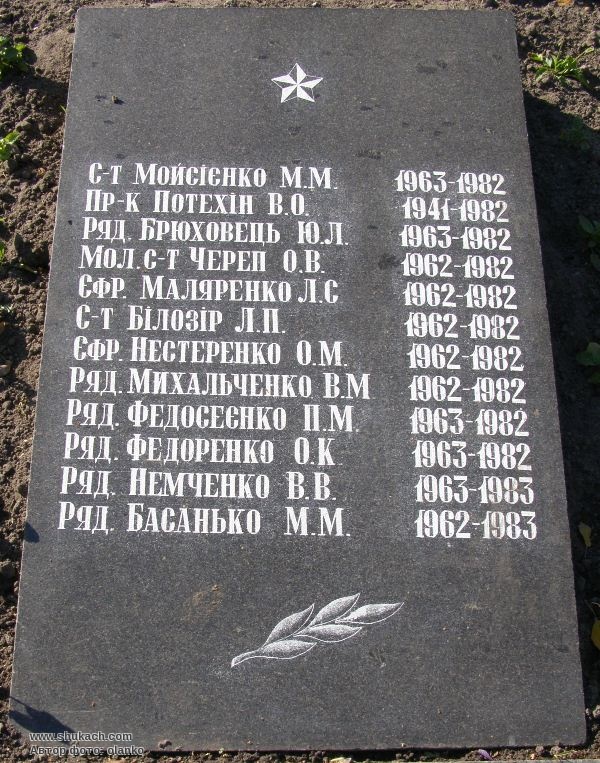 С-т Мойсієнко М.М. 1963-1982
Пр-к Потехін В.О. 1941-1982
Ряд. Брюховець Ю.Л. 1963-1982
Мол. с-т Череп О.В. 1962-1982
Єфр. Маляренко Л.С 1962-1982
С-т Білозір Л.П. 1962-1982
Єфр. Нестеренко О.М. 1962-1982
Ряд. Михальченко В.М 1962-1982
Ряд. Федосеєнко П.М. 1963-1982
Ряд. Федоренко О.К 1963-1982
Ряд. Немченко В.В. 1963-1983
Ряд. Басанько М.М. 1962-1983
www.shukach.com
Автор фото: olanko